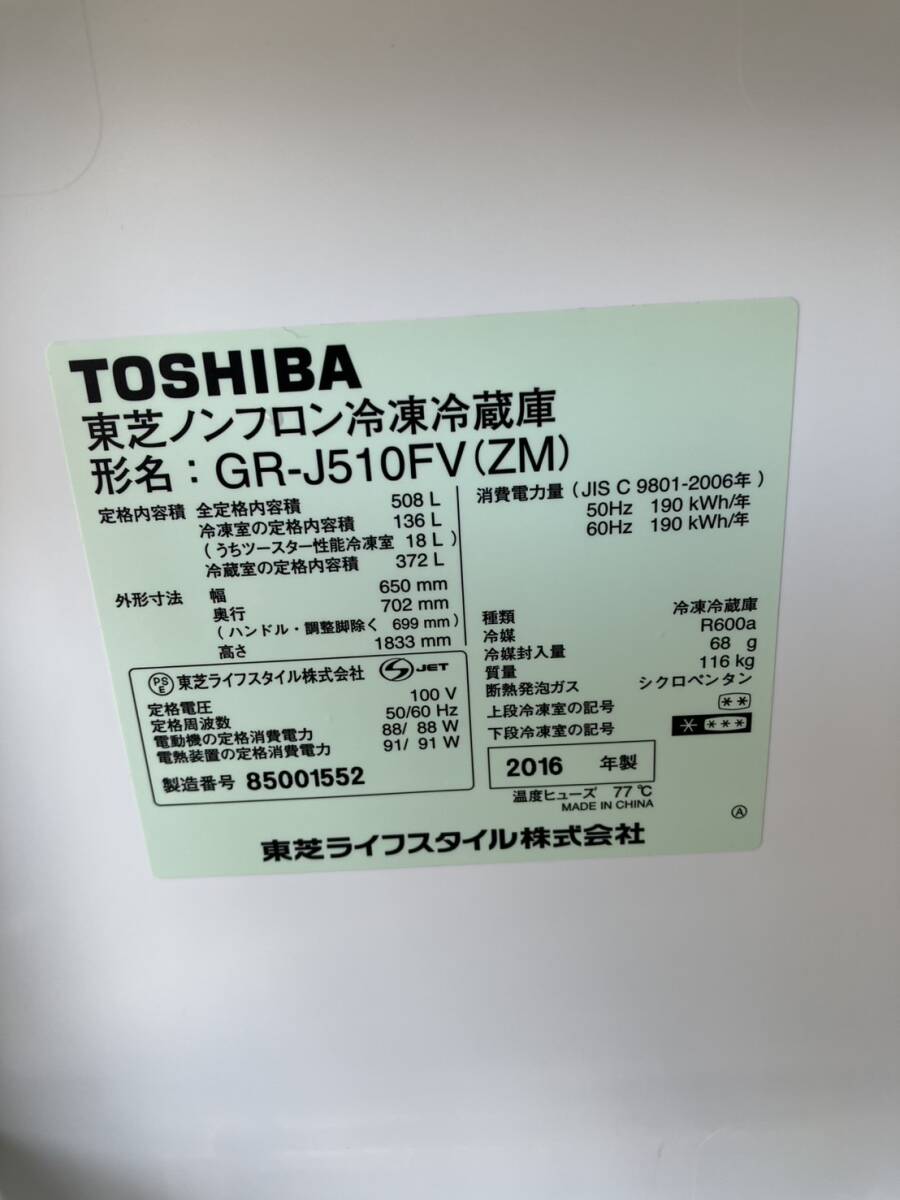 TOSHIBA
東芝ノンフロン冷凍冷蔵庫
形名：GR-J510FV(ZM)
定格内容積 全定格内容積 508 L
冷凍室の定格内容積 136 L
（うちツースター性能冷凍室 18 L）
冷蔵室の定格内容積 372 L
外形寸法 幅 650 mm
奥行 702 mm
（ハンドル・調整脚除く 699 mm）
高さ 1833 mm
PSE 東芝ライフスタイル株式会社 JET
定格電圧 100 V
定格周波数 50/60 Hz
電動機の定格消費電力 88/ 88 W
電熱装置の定格消費電力 91/ 91 W
製造番号 85001552
消費電力量（JIS C 9801-2006年）
50Hz 190 kWh/年
60Hz 190 kWh/年
種類 冷凍冷蔵庫
冷媒 R600a
冷媒封入量 68 g
質量 116 kg
断熱発泡ガス シクロペンタン
上段冷凍室の記号 **
下段冷凍室の記号 * ***
2016 年製
温度ヒューズ 77℃
MADE IN CHINA
Ⓐ
東芝ライフスタイル株式会社